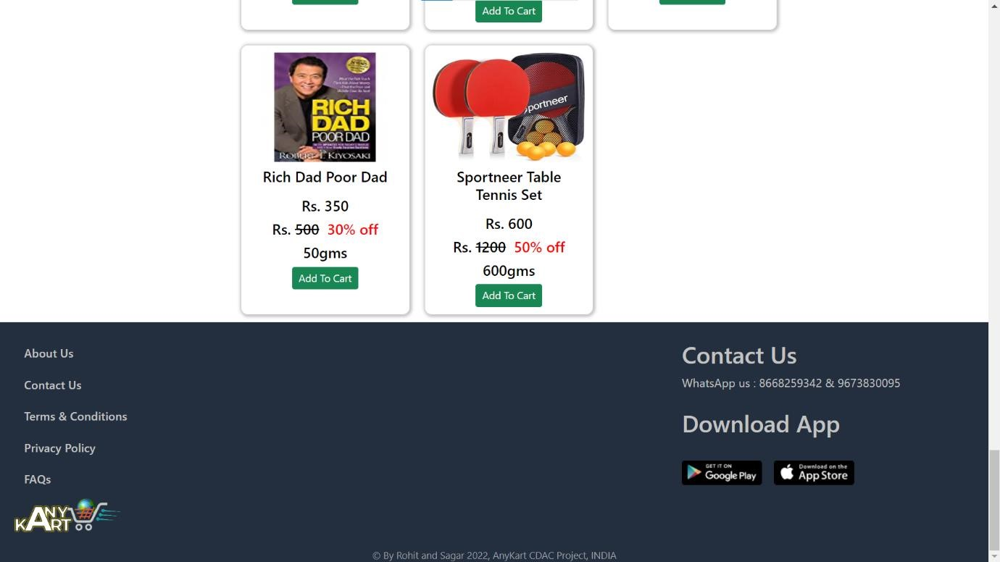 Add To Cart
RICH
DAD
POOR DAD
ROBERT T. KIYOSAKI
Sportneer
Rich Dad Poor Dad
Rs. 350
Rs. 500 30% off
50gms
Add To Cart
Sportneer Table
Tennis Set
Rs. 600
Rs. 1200 50% off
600gms
Add To Cart
About Us
Contact Us
Terms & Conditions
Privacy Policy
FAQs
ANY
KART
Contact Us
WhatsApp us : 8668259342 & 9673830095
Download App
GET IT ON
Google Play
Download on the
App Store
© By Rohit and Sagar 2022, AnyKart CDAC Project, INDIA